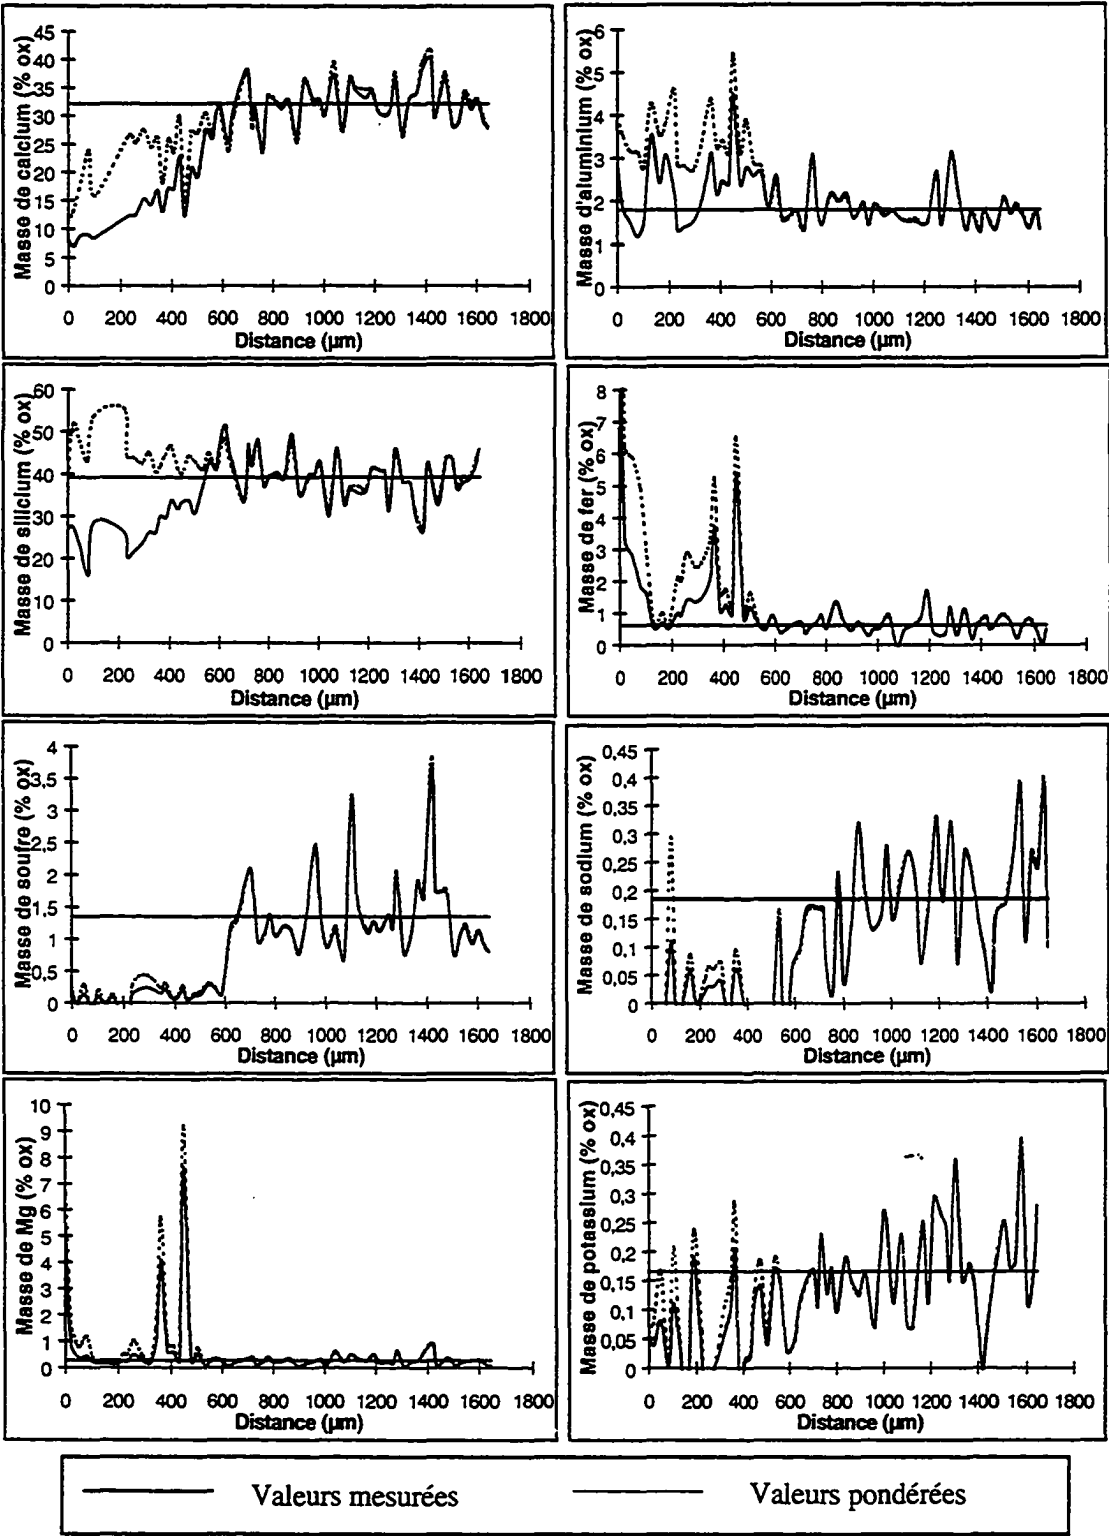 Masse de calcium (% ox)
45
40
35
30
25
20
15
10
5
0
0 200 400 600 800 1000 1200 1400 1600 1800
Distance (µm)
Masse d'aluminium (% ox)
6
5
4
3
2
1
0
0 200 400 600 800 1000 1200 1400 1600 1800
Distance (µm)
Masse de silicium (% ox)
60
50
40
30
20
10
0
0 200 400 600 800 1000 1200 1400 1600 1800
Distance (µm)
Masse de fer (% ox)
8
7
6
5
4
3
2
1
0
0 200 400 600 800 1000 1200 1400 1600 1800
Distance (µm)
Masse de soufre (% ox)
4
3,5
3
2,5
2
1,5
1
0,5
0
0 200 400 600 800 1000 1200 1400 1600 1800
Distance (µm)
Masse de sodium (% ox)
0,45
0,4
0,35
0,3
0,25
0,2
0,15
0,1
0,05
0
0 200 400 600 800 1000 1200 1400 1600 1800
Distance (µm)
Masse de Mg (% ox)
10
9
8
7
6
5
4
3
2
1
0
0 200 400 600 800 1000 1200 1400 1600 1800
Distance (µm)
Masse de potassium (% ox)
0,45
0,4
0,35
0,3
0,25
0,2
0,15
0,1
0,05
0
0 200 400 600 800 1000 1200 1400 1600 1800
Distance (µm)
Valeurs mesurées Valeurs pondérées